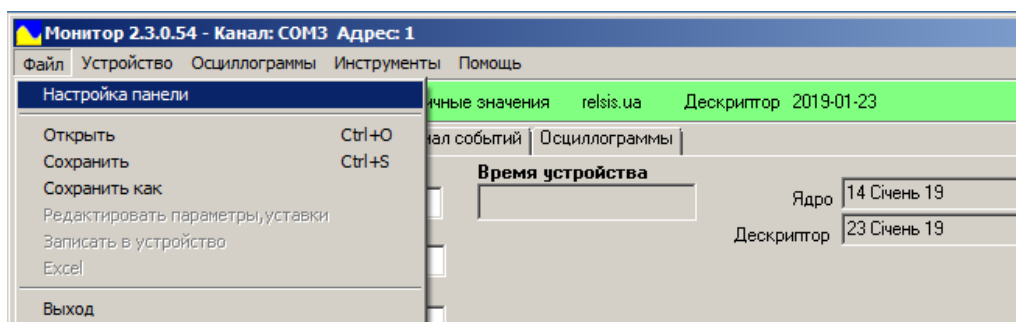 Монитор 2.3.0.54 - Канал: COM3 Адрес: 1
Файл Устройство Осциллограммы Инструменты Помощь
Настройка панели
ичные значения relsis.ua Дескриптор 2019-01-23
Открыть Ctrl+O
нал событий Осциллограммы
Сохранить Ctrl+S
Время устройства
Сохранить как
Ядро 14 Січень 19
Редактировать параметры,уставки
Дескриптор 23 Січень 19
Записать в устройство
Excel
Выход